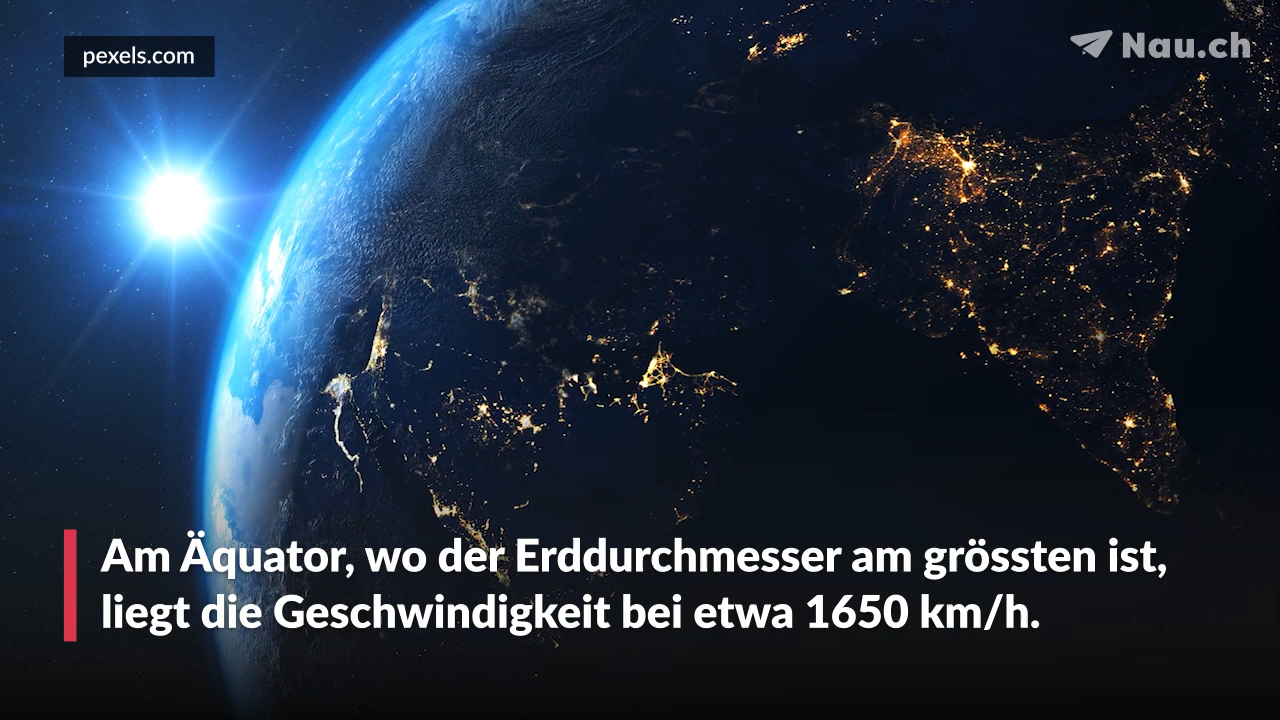 pexels.com
Nau.ch
Am Äquator, wo der Erddurchmesser am grössten ist,
liegt die Geschwindigkeit bei etwa 1650 km/h.